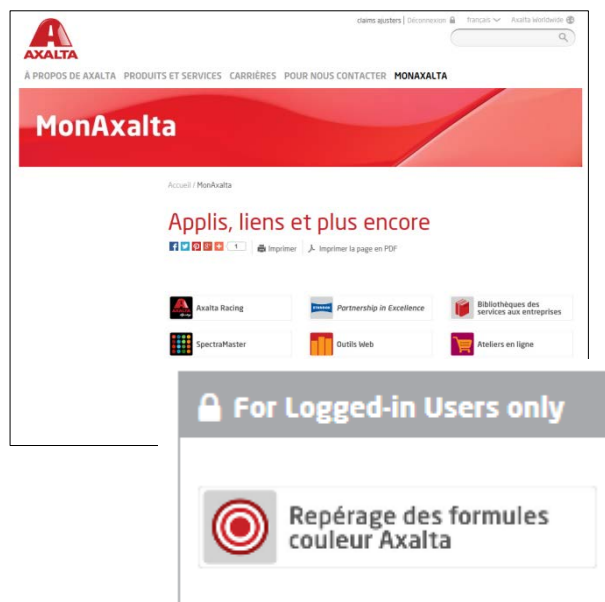 claims ajusters | Déconnexion français Axalta Worldwide
AXALTA
À PROPOS DE AXALTA PRODUITS ET SERVICES CARRIÈRES POUR NOUS CONTACTER MONAXALTA
MonAxalta
Accueil / MonAxalta
Applis, liens et plus encore
1 Imprimer Imprimer la page en PDF
Axalta Racing
Partnership in Excellence
Bibliothèques des
services aux entreprises
SpectraMaster
Outils Web
Ateliers en ligne
For Logged-in Users only
Repérage des formules
couleur Axalta